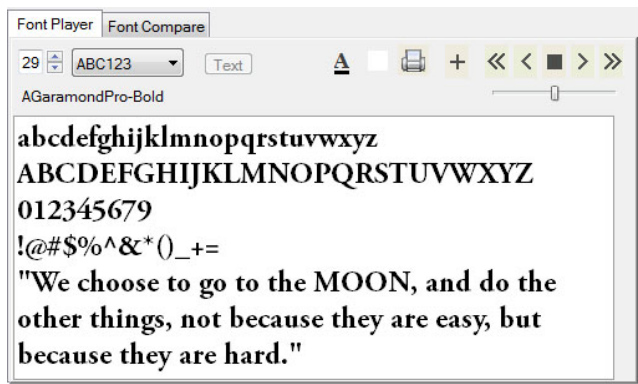 Font Player Font Compare
29 ABC123 Text A
AGaramondPro-Bold
abcdefghijklmnopqrstuvwxyz
ABCDEFGHIJKLMNOPQRSTUVWXYZ
012345679
!@#$%^&*()_+=
"We choose to go to the MOON, and do the
other things, not because they are easy, but
because they are hard."